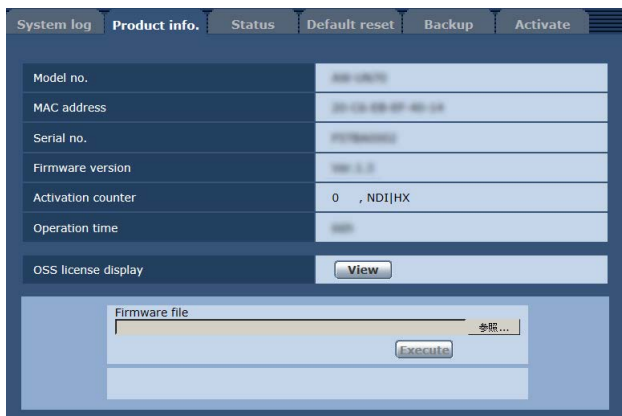 System log Product info. Status Default reset Backup Activate
Model no.
MAC address
Serial no.
Firmware version
Activation counter 0 , NDI|HX
Operation time
OSS license display View
Firmware file
参照...
Execute